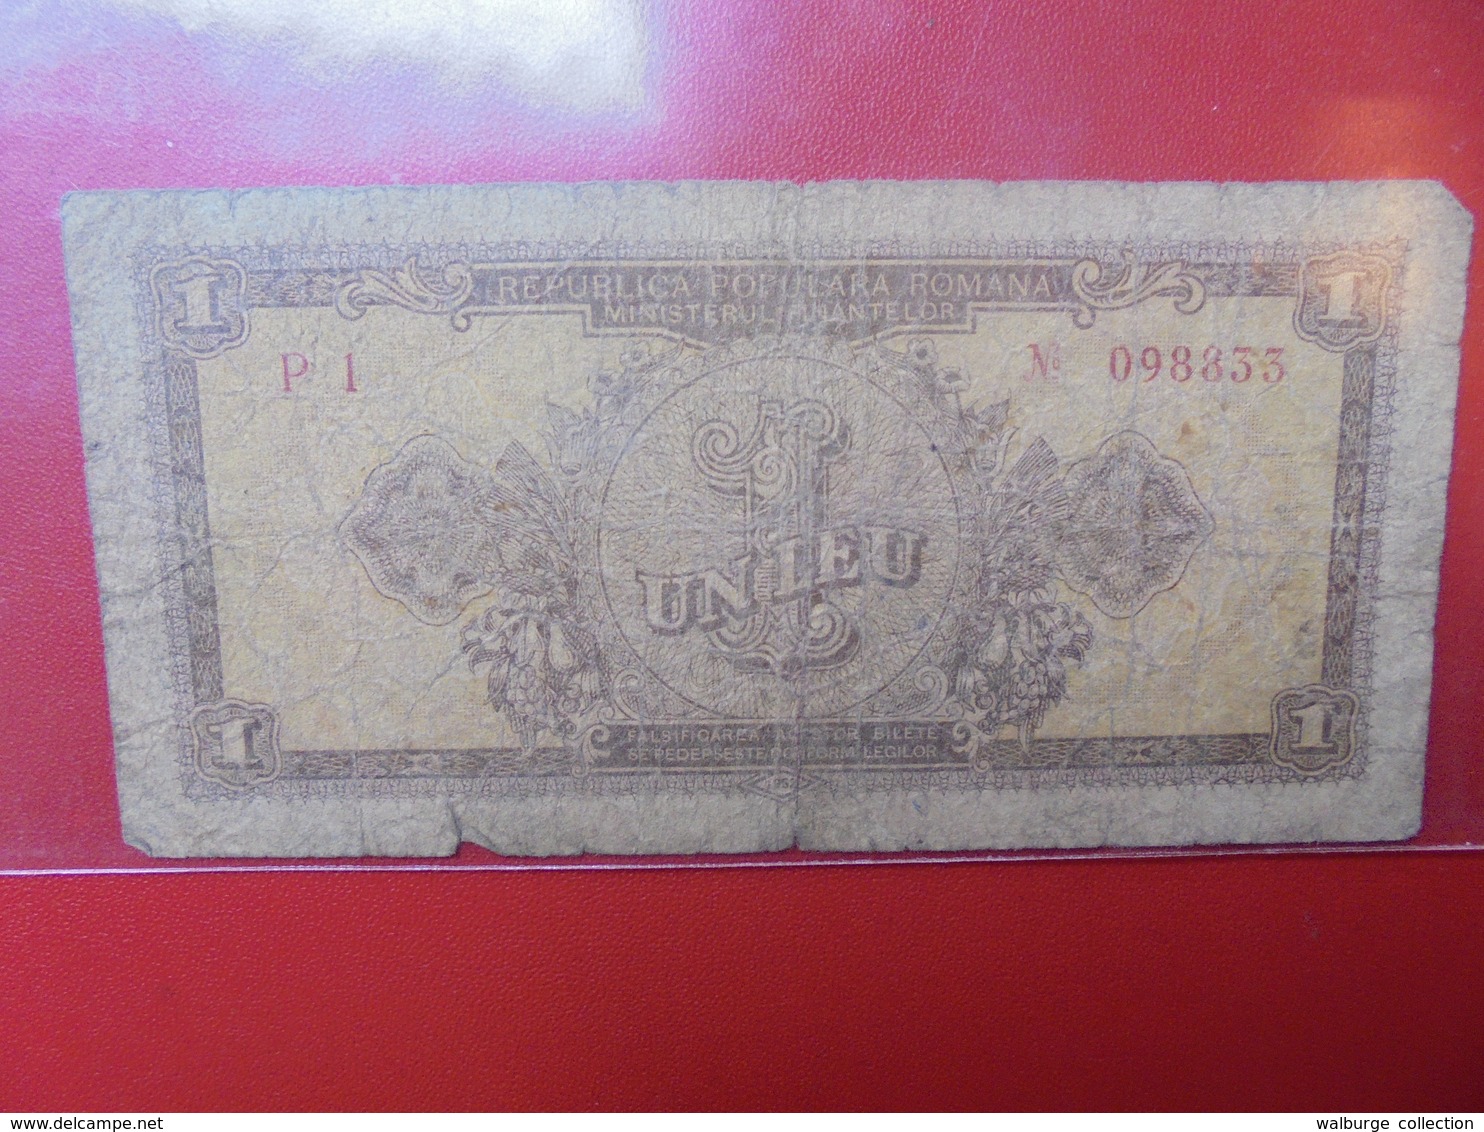 1
1
REPUBLICA POPULARA ROMANA
MINISTERUL FINANTELOR
P 1
№ 098833
1
UN LEU
1
1
FALSIFICAREA ACESTOR BILETE
SE PEDEPSESTE CONFORM LEGILOR
delcampe.net
walburge collection